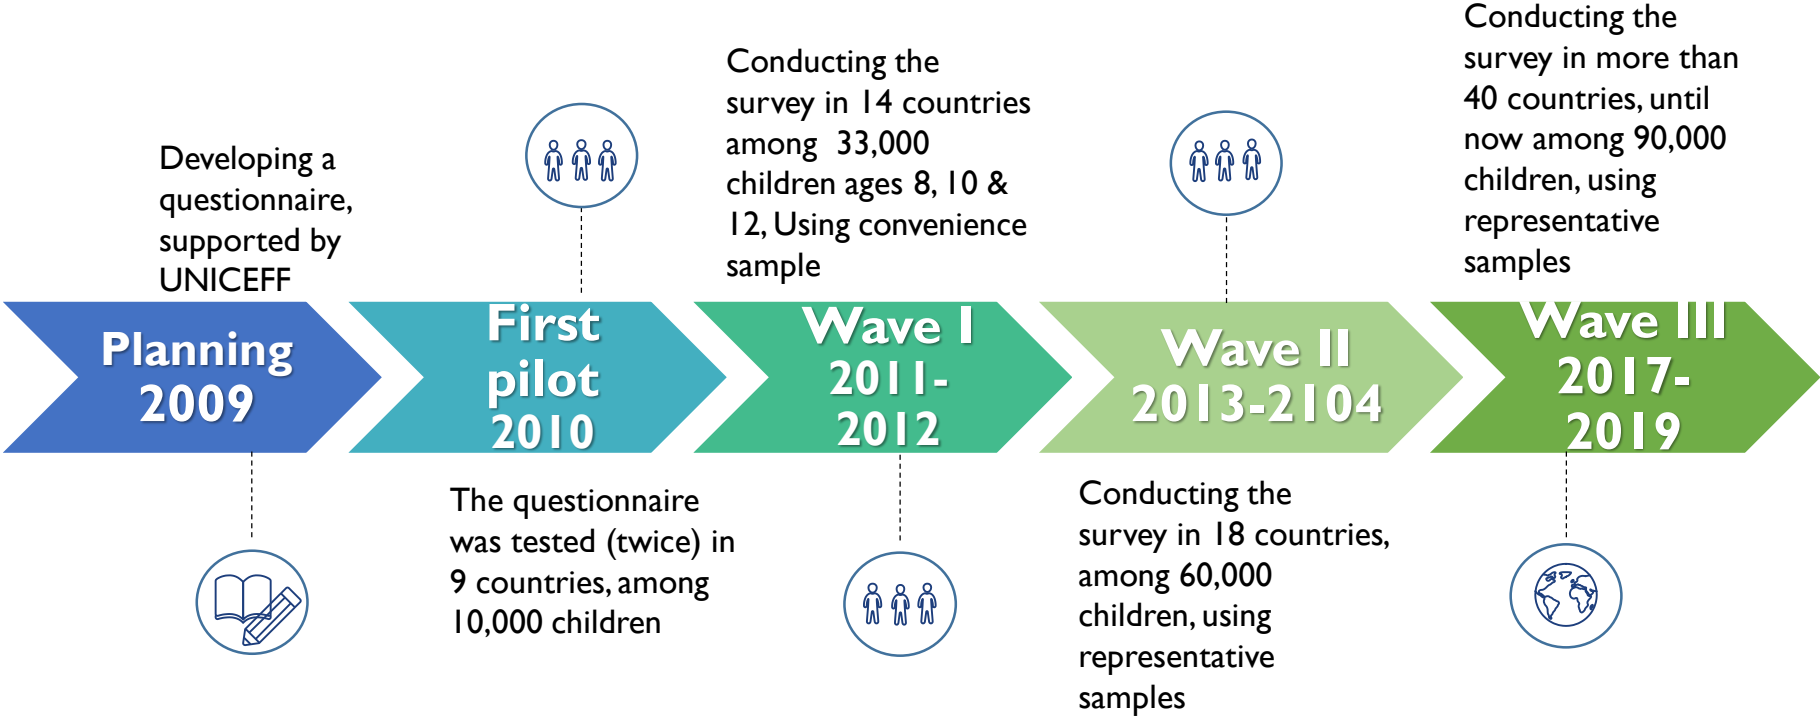 Developing a
questionnaire,
supported by
UNICEFF
Planning
2009
First
pilot
2010
The questionnaire
was tested (twice) in
9 countries, among
10,000 children
Conducting the
survey in 14 countries
among  33,000
children ages 8, 10 &
12, Using convenience
sample
Wave I
2011-
2012
Wave II
2013-2104
Conducting the
survey in 18 countries,
among 60,000
children, using
representative
samples
Conducting the
survey in more than
40 countries, until
now among 90,000
children, using
representative
samples
Wave III
2017-
2019